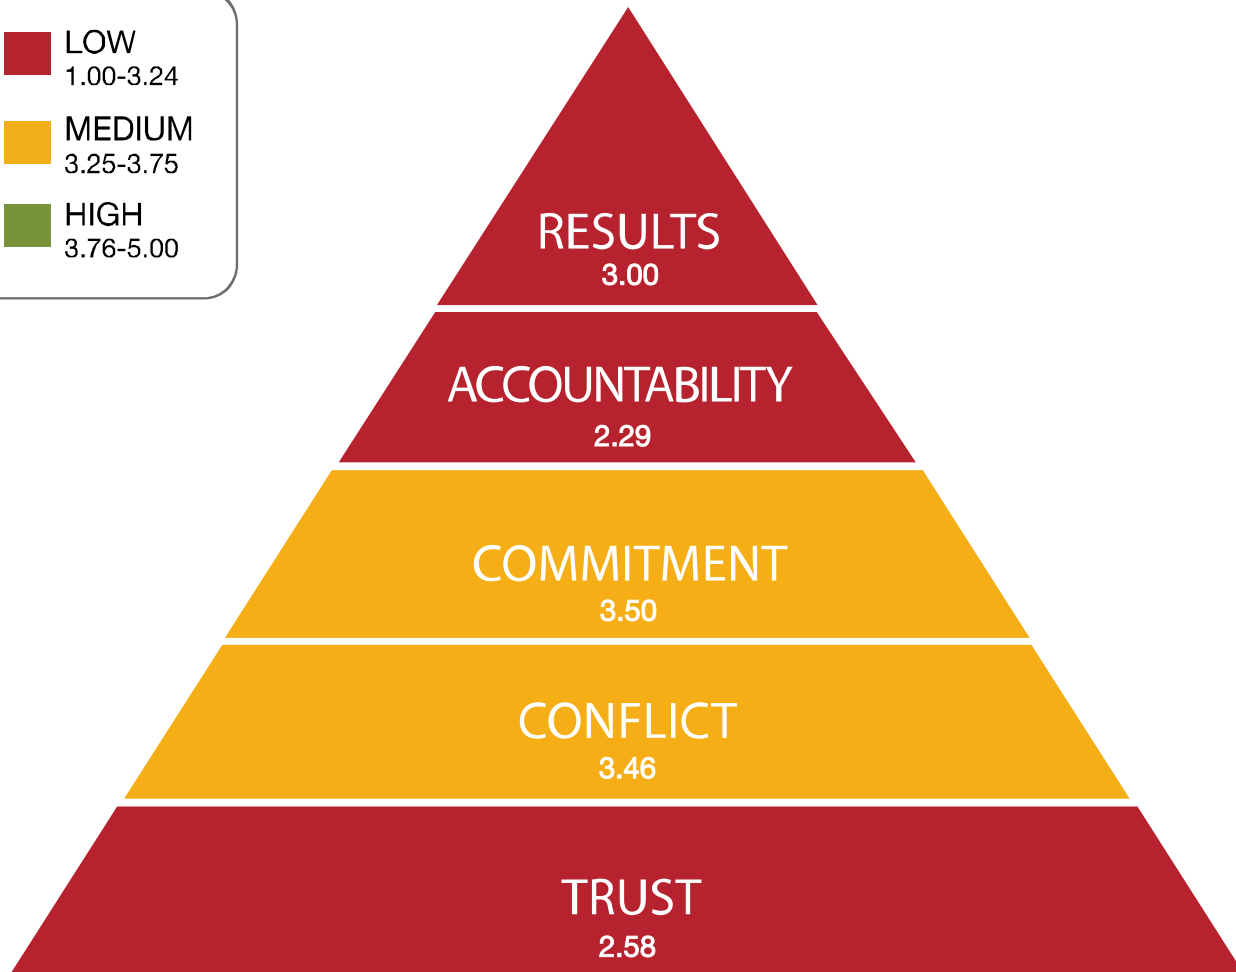 LOW
1.00-3.24
MEDIUM
3.25-3.75
HIGH
3.76-5.00
RESULTS
3.00
ACCOUNTABILITY
2.29
COMMITMENT
3.50
CONFLICT
3.46
TRUST
2.58